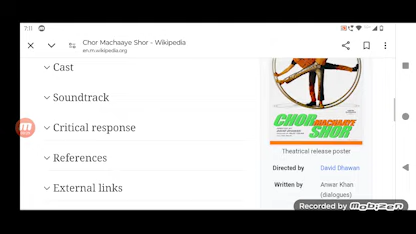 7:11
Chor Machaaye Shor - Wikipedia
en.m.wikipedia.org
Cast
Soundtrack
Critical response
References
External links
CHOR MACHAAYE
SHOR
Theatrical release poster
Directed by David Dhawan
Written by Anwar Khan
(dialogues)
Recorded by Mobizen